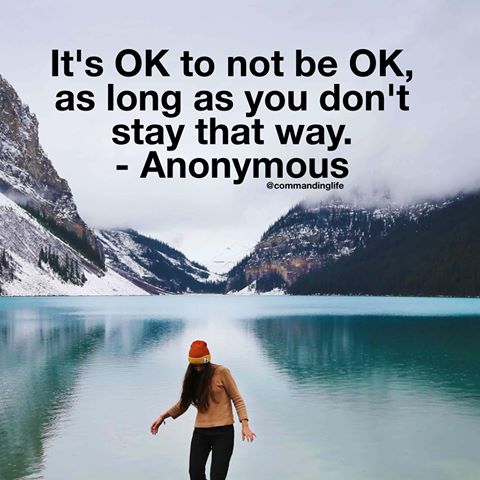 It's OK to not be OK,
as long as you don't
stay that way.
- Anonymous
@commandinglife